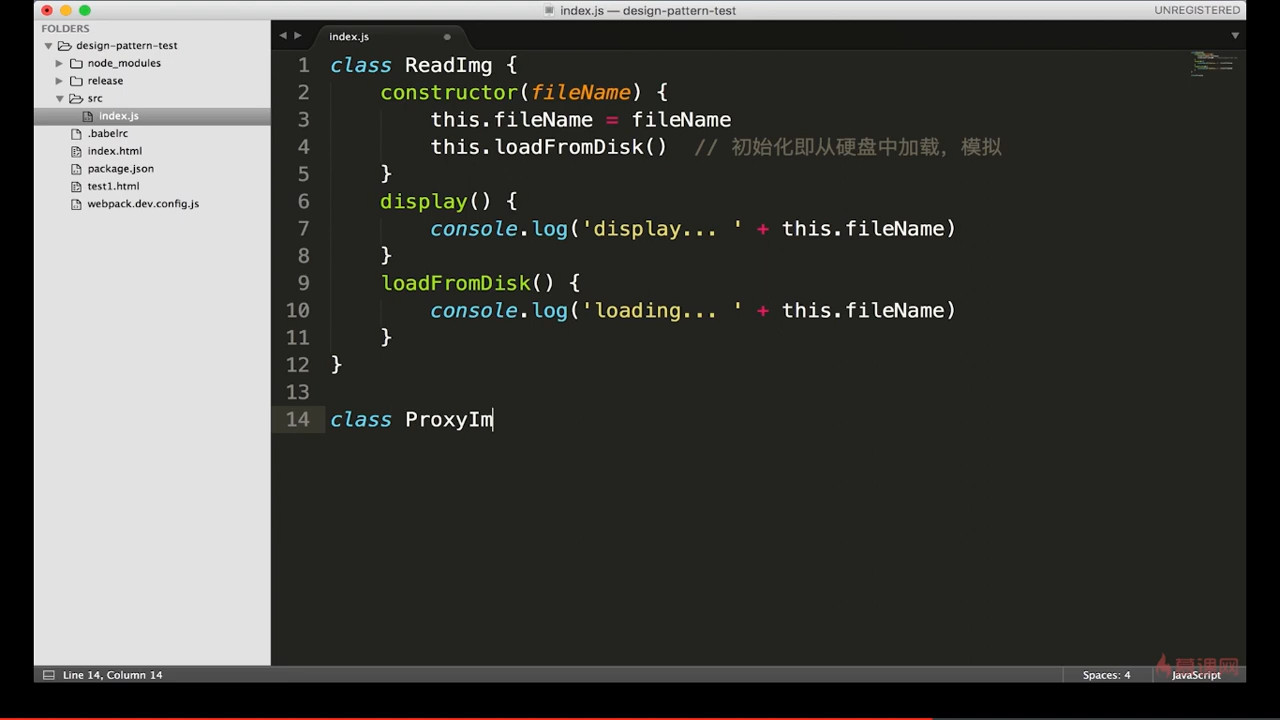 index.js — design-pattern-test
UNREGISTERED
FOLDERS
design-pattern-test
node_modules
release
src
index.js
.babelrc
index.html
package.json
test1.html
webpack.dev.config.js
index.js
1 class ReadImg {
2 constructor(fileName) {
3 this.fileName = fileName
4 this.loadFromDisk() // 初始化即从硬盘中加载，模拟
5 }
6 display() {
7 console.log('display... ' + this.fileName)
8 }
9 loadFromDisk() {
10 console.log('loading... ' + this.fileName)
11 }
12 }
13
14 class ProxyIm
慕课网
Line 14, Column 14
Spaces: 4
JavaScript